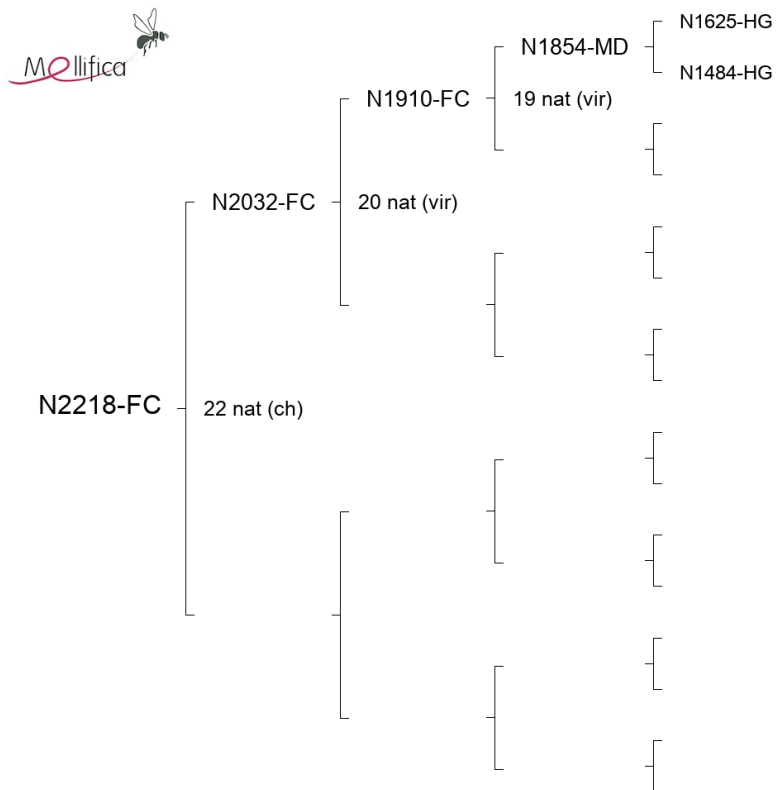 Mellifica
N1625-HG
N1854-MD
N1484-HG
N1910-FC
19 nat (vir)
N2032-FC
20 nat (vir)
N2218-FC
22 nat (ch)